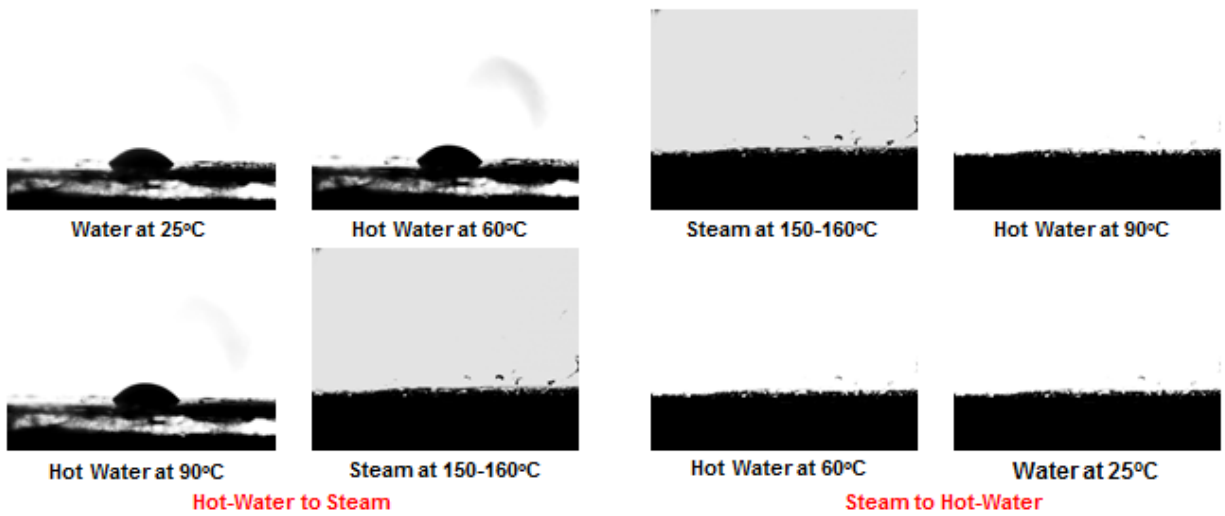 Water at 25ºC
Hot Water at 60ºC
Steam at 150-160ºC
Hot Water at 90ºC
Hot Water at 90ºC
Steam at 150-160ºC
Hot Water at 60ºC
Water at 25⁰C
Hot-Water to Steam
Steam to Hot-Water